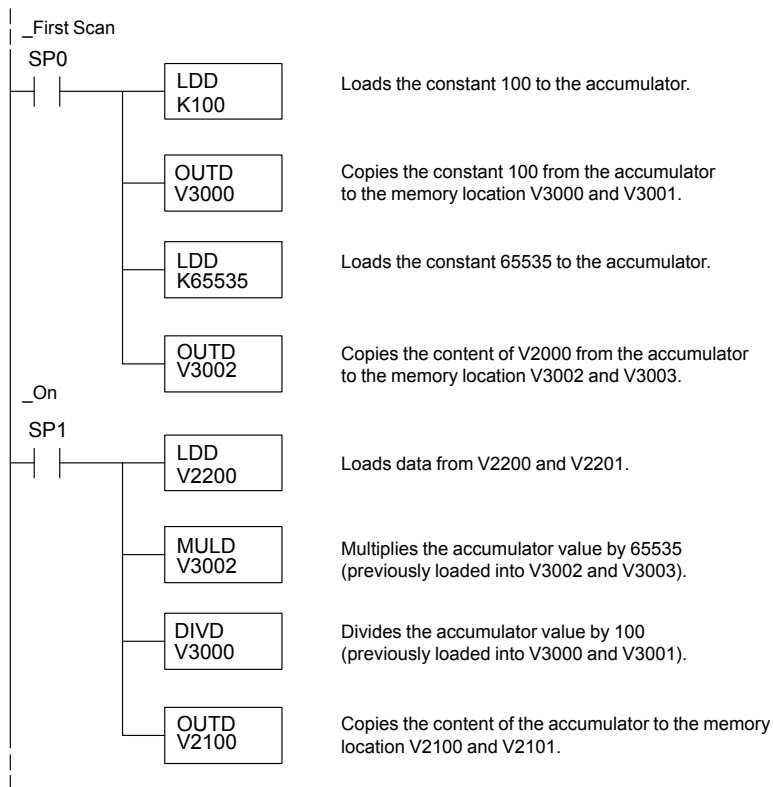 _First Scan
SP0
LDD
K100
Loads the constant 100 to the accumulator.
OUTD
V3000
Copies the constant 100 from the accumulator
to the memory location V3000 and V3001.
LDD
K65535
Loads the constant 65535 to the accumulator.
OUTD
V3002
Copies the content of V2000 from the accumulator
to the memory location V3002 and V3003.
_On
SP1
LDD
V2200
Loads data from V2200 and V2201.
MULD
V3002
Multiplies the accumulator value by 65535
(previously loaded into V3002 and V3003).
DIVD
V3000
Divides the accumulator value by 100
(previously loaded into V3000 and V3001).
OUTD
V2100
Copies the content of the accumulator to the memory
location V2100 and V2101.